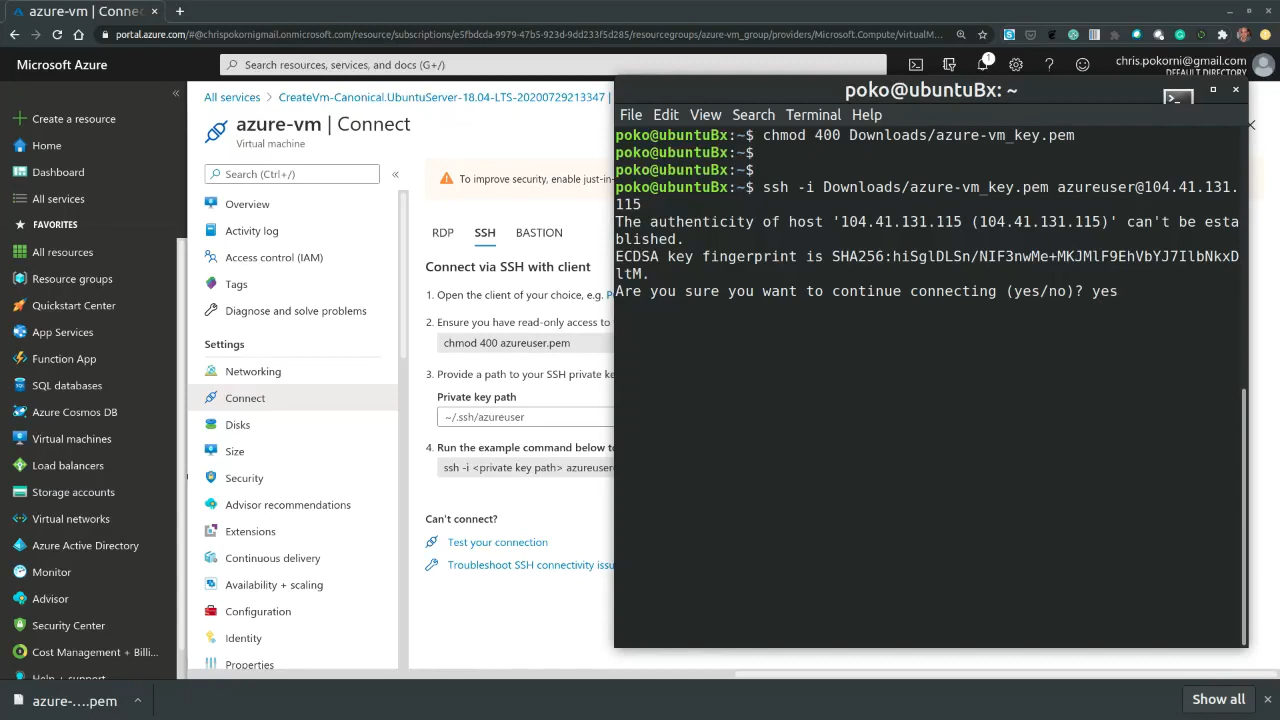 azure-vm | Connec
portal.azure.com/#@chrispokornigmail.onmicrosoft.com/resource/subscriptions/e5fbdcda-9979-47b5-923d-9dd233f5d285/resourcegroups/azure-vm_group/providers/Microsoft.Compute/virtualM...
Microsoft Azure
Search resources, services, and docs (G+/)
1
chris.pokorni@gmail.com
DEFAULT DIRECTORY
Create a resource
Home
Dashboard
All services
FAVORITES
All resources
Resource groups
Quickstart Center
App Services
Function App
SQL databases
Azure Cosmos DB
Virtual machines
Load balancers
Storage accounts
Virtual networks
Azure Active Directory
Monitor
Advisor
Security Center
Cost Management + Billi...
Help + support
All services > CreateVm-Canonical.UbuntuServer-18.04-LTS-20200729213347 |
azure-vm | Connect
Virtual machine
Search (Ctrl+/)
Overview
Activity log
Access control (IAM)
Tags
Diagnose and solve problems
Settings
Networking
Connect
Disks
Size
Security
Advisor recommendations
Extensions
Continuous delivery
Availability + scaling
Configuration
Identity
Properties
To improve security, enable just-in-
RDP SSH BASTION
Connect via SSH with client
1. Open the client of your choice, e.g.
2. Ensure you have read-only access to
chmod 400 azureuser.pem
3. Provide a path to your SSH private ke
Private key path
~/.ssh/azureuser
4. Run the example command below to
ssh -i <private key path> azureuser
Can't connect?
Test your connection
Troubleshoot SSH connectivity issu
poko@ubuntuBx: ~
File Edit View Search Terminal Help
poko@ubuntuBx:~$ chmod 400 Downloads/azure-vm_key.pem
poko@ubuntuBx:~$
poko@ubuntuBx:~$
poko@ubuntuBx:~$ ssh -i Downloads/azure-vm_key.pem azureuser@104.41.131.
115
The authenticity of host '104.41.131.115 (104.41.131.115)' can't be esta
blished.
ECDSA key fingerprint is SHA256:hiSglDLSn/NIF3nwMe+MKJMlF9EhVbYJ7IlbNkxD
ltM.
Are you sure you want to continue connecting (yes/no)? yes
azure-....pem
Show all